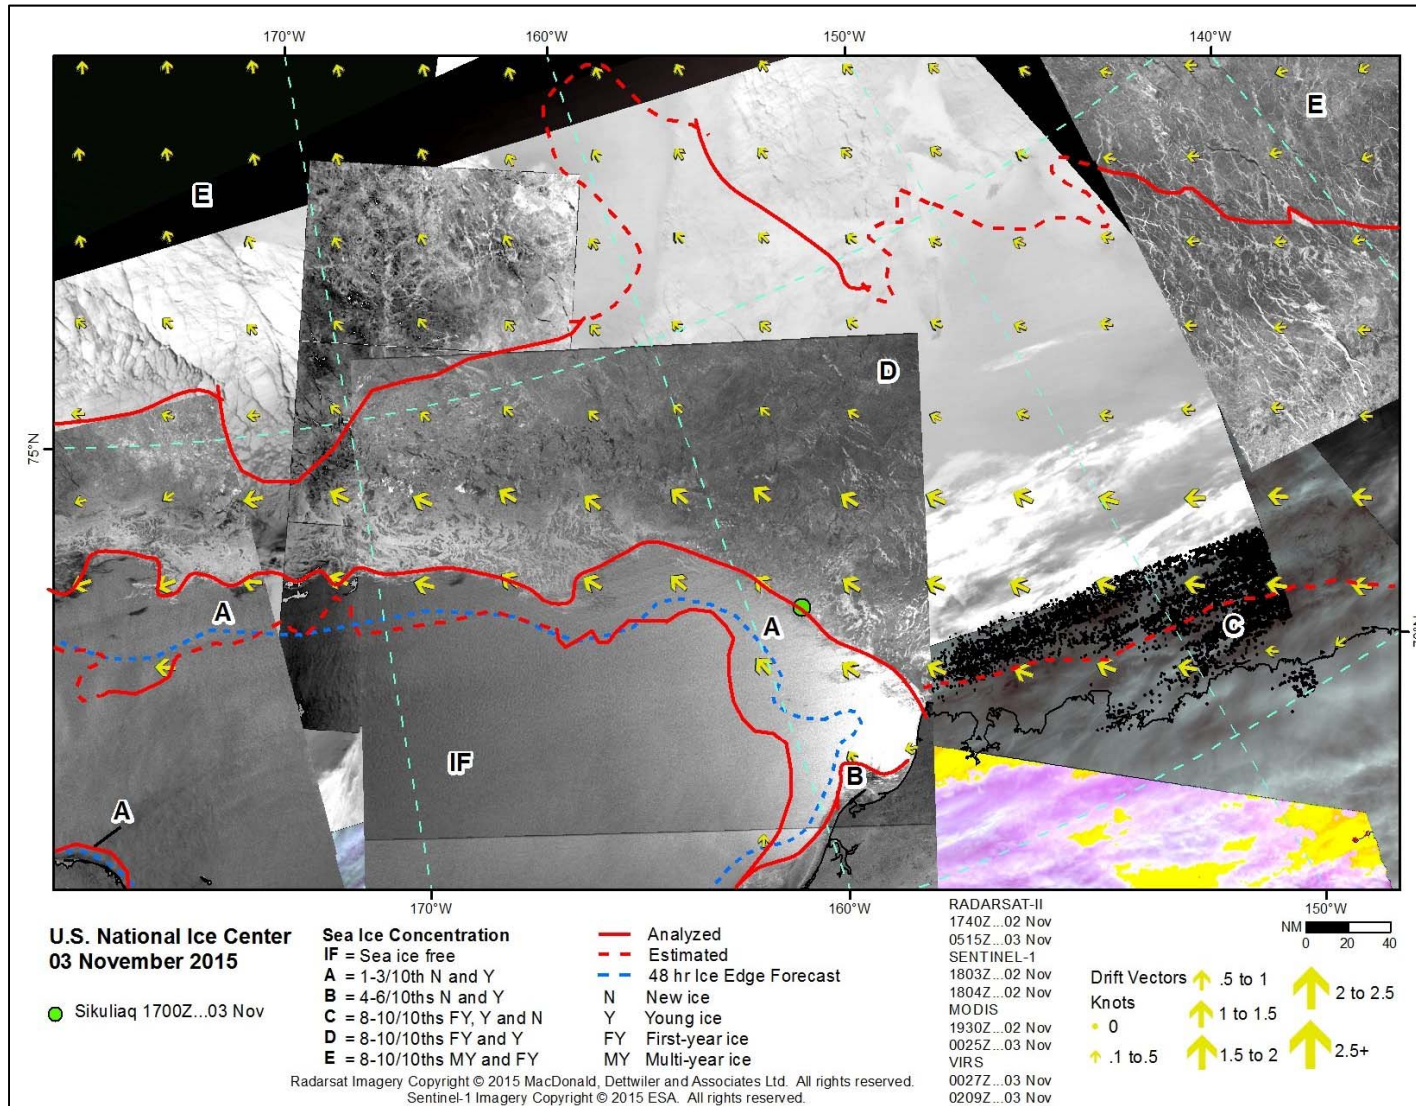 170°W 160°W 150°W 140°W
E
E
D
75°N
A
A
C
70°N
IF
B
A
170°W 160°W 150°W
U.S. National Ice Center
03 November 2015
Sikuliaq 1700Z...03 Nov
Sea Ice Concentration
IF = Sea ice free
A = 1-3/10th N and Y
B = 4-6/10ths N and Y
C = 8-10/10ths FY, Y and N
D = 8-10/10ths FY and Y
E = 8-10/10ths MY and FY
Analyzed
Estimated
48 hr Ice Edge Forecast
N New ice
Y Young ice
FY First-year ice
MY Multi-year ice
RADARSAT-II
1740Z...02 Nov
0515Z...03 Nov
SENTINEL-1
1803Z...02 Nov
1804Z...02 Nov
MODIS
1930Z...02 Nov
0025Z...03 Nov
VIRS
0027Z...03 Nov
0209Z...03 Nov
NM
0 20 40
Drift Vectors
Knots
0
.1 to.5
.5 to 1
1 to 1.5
1.5 to 2
2 to 2.5
2.5+
Radarsat Imagery Copyright © 2015 MacDonald, Dettwiler and Associates Ltd. All rights reserved.
Sentinel-1 Imagery Copyright © 2015 ESA. All rights reserved.